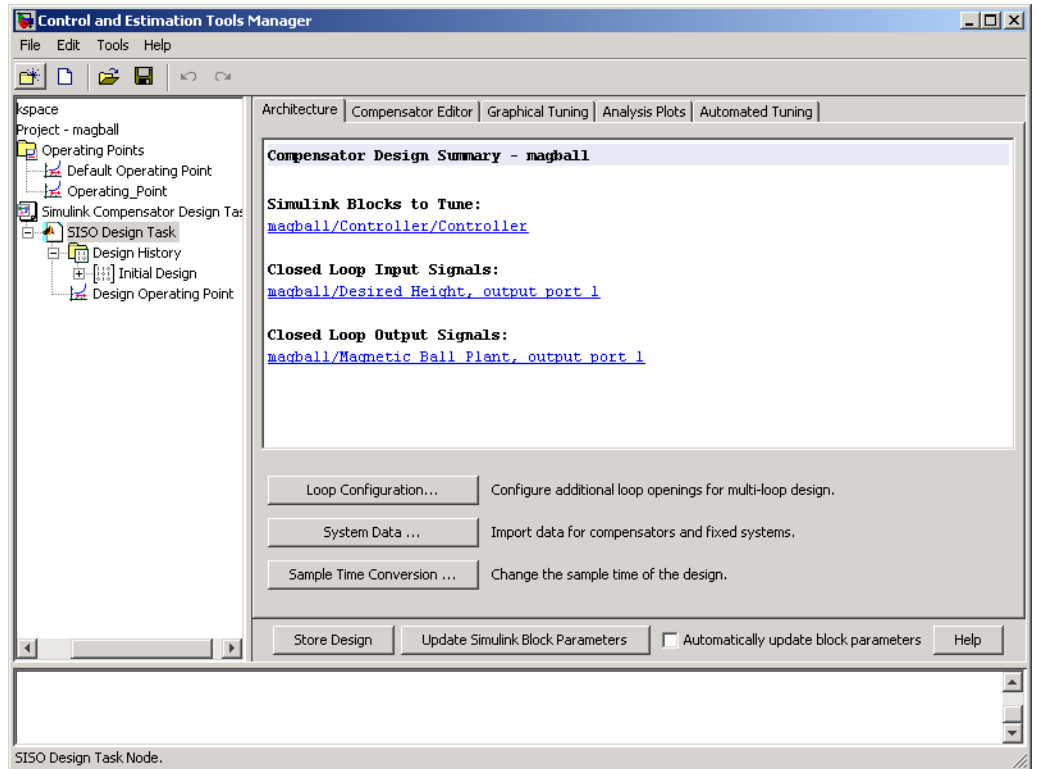 Control and Estimation Tools Manager
File Edit Tools Help
kspace
Project - magball
Operating Points
Default Operating Point
Operating_Point
Simulink Compensator Design Tas
SISO Design Task
Design History
Initial Design
Design Operating Point
Architecture Compensator Editor Graphical Tuning Analysis Plots Automated Tuning
Compensator Design Summary - magball
Simulink Blocks to Tune:
magball/Controller/Controller
Closed Loop Input Signals:
magball/Desired Height, output port 1
Closed Loop Output Signals:
magball/Magnetic Ball Plant, output port 1
Loop Configuration... Configure additional loop openings for multi-loop design.
System Data ... Import data for compensators and fixed systems.
Sample Time Conversion ... Change the sample time of the design.
Store Design Update Simulink Block Parameters Automatically update block parameters Help
SISO Design Task Node.